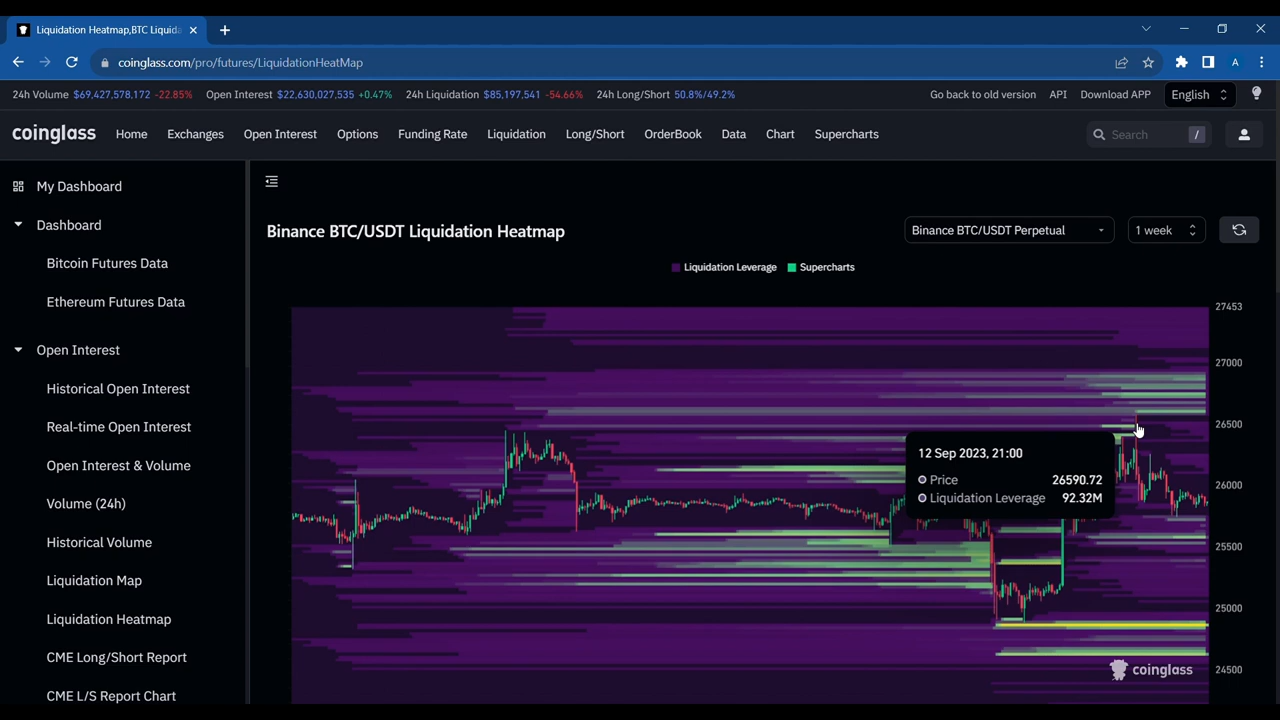 Liquidation Heatmap,BTC Liquida
coinglass.com/pro/futures/LiquidationHeatMap
A
24h Volume $69,427,578,172 -22.85% Open Interest $22,630,027,535 +0.47% 24h Liquidation $85,197,541 -54.66% 24h Long/Short 50.8%/49.2% Go back to old version API Download APP English
coinglass Home Exchanges Open Interest Options Funding Rate Liquidation Long/Short OrderBook Data Chart Supercharts Search /
My Dashboard
Dashboard
Bitcoin Futures Data
Ethereum Futures Data
Open Interest
Historical Open Interest
Real-time Open Interest
Open Interest & Volume
Volume (24h)
Historical Volume
Liquidation Map
Liquidation Heatmap
CME Long/Short Report
CME L/S Report Chart
Binance BTC/USDT Liquidation Heatmap Binance BTC/USDT Perpetual 1 week
Liquidation Leverage Supercharts
27453
27000
26500
26000
25500
25000
24500
12 Sep 2023, 21:00
Price 26590.72
Liquidation Leverage 92.32M
coinglass